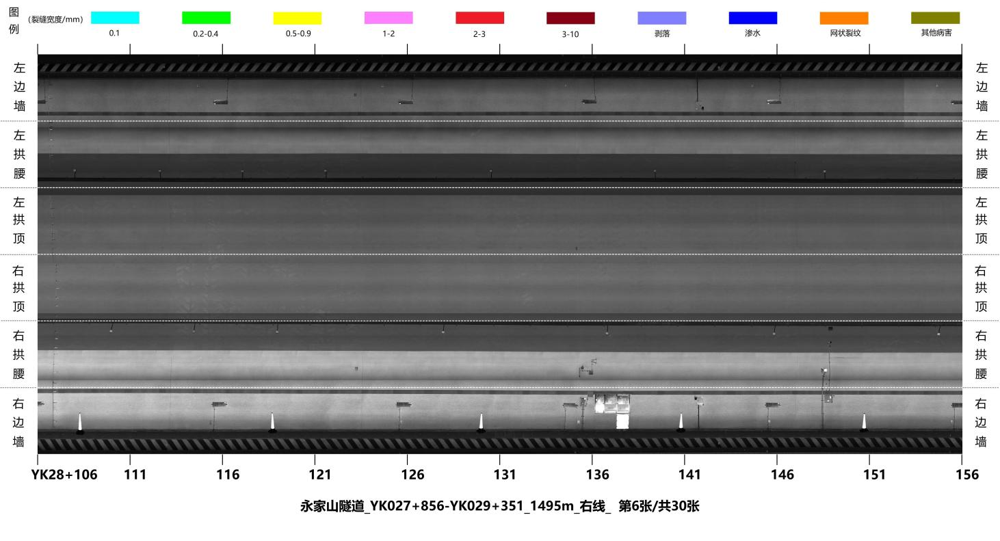 图例
(裂缝宽度/mm)
0.1
0.2-0.4
0.5-0.9
1-2
2-3
3-10
剥落
渗水
网状裂纹
其他病害
左边墙
左边墙
左拱腰
左拱腰
左拱顶
左拱顶
右拱顶
右拱顶
右拱腰
右拱腰
右边墙
右边墙
YK28+106 111 116 121 126 131 136 141 146 151 156
永家山隧道_YK027+856-YK029+351_1495m_右线_ 第6张/共30张